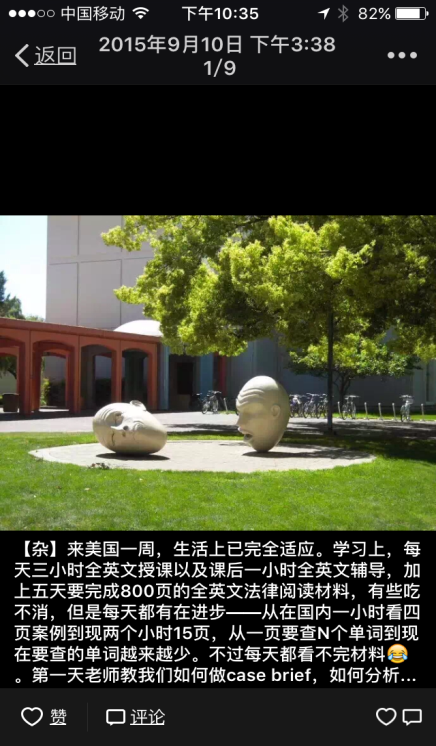 中国移动 下午10:35 82%
返回 2015年9月10日 下午3:38
1/9
【杂】来美国一周，生活上已完全适应。学习上，每
天三小时全英文授课以及课后一小时全英文辅导，加
上五天要完成800页的全英文法律阅读材料，有些吃
不消，但是每天都有在进步——从在国内一小时看四
页案例到现两个小时15页，从一页要查N个单词到现
在要查的单词越来越少。不过每天都看不完材料😂
。第一天老师教我们如何做case brief，如何分析...
赞 评论